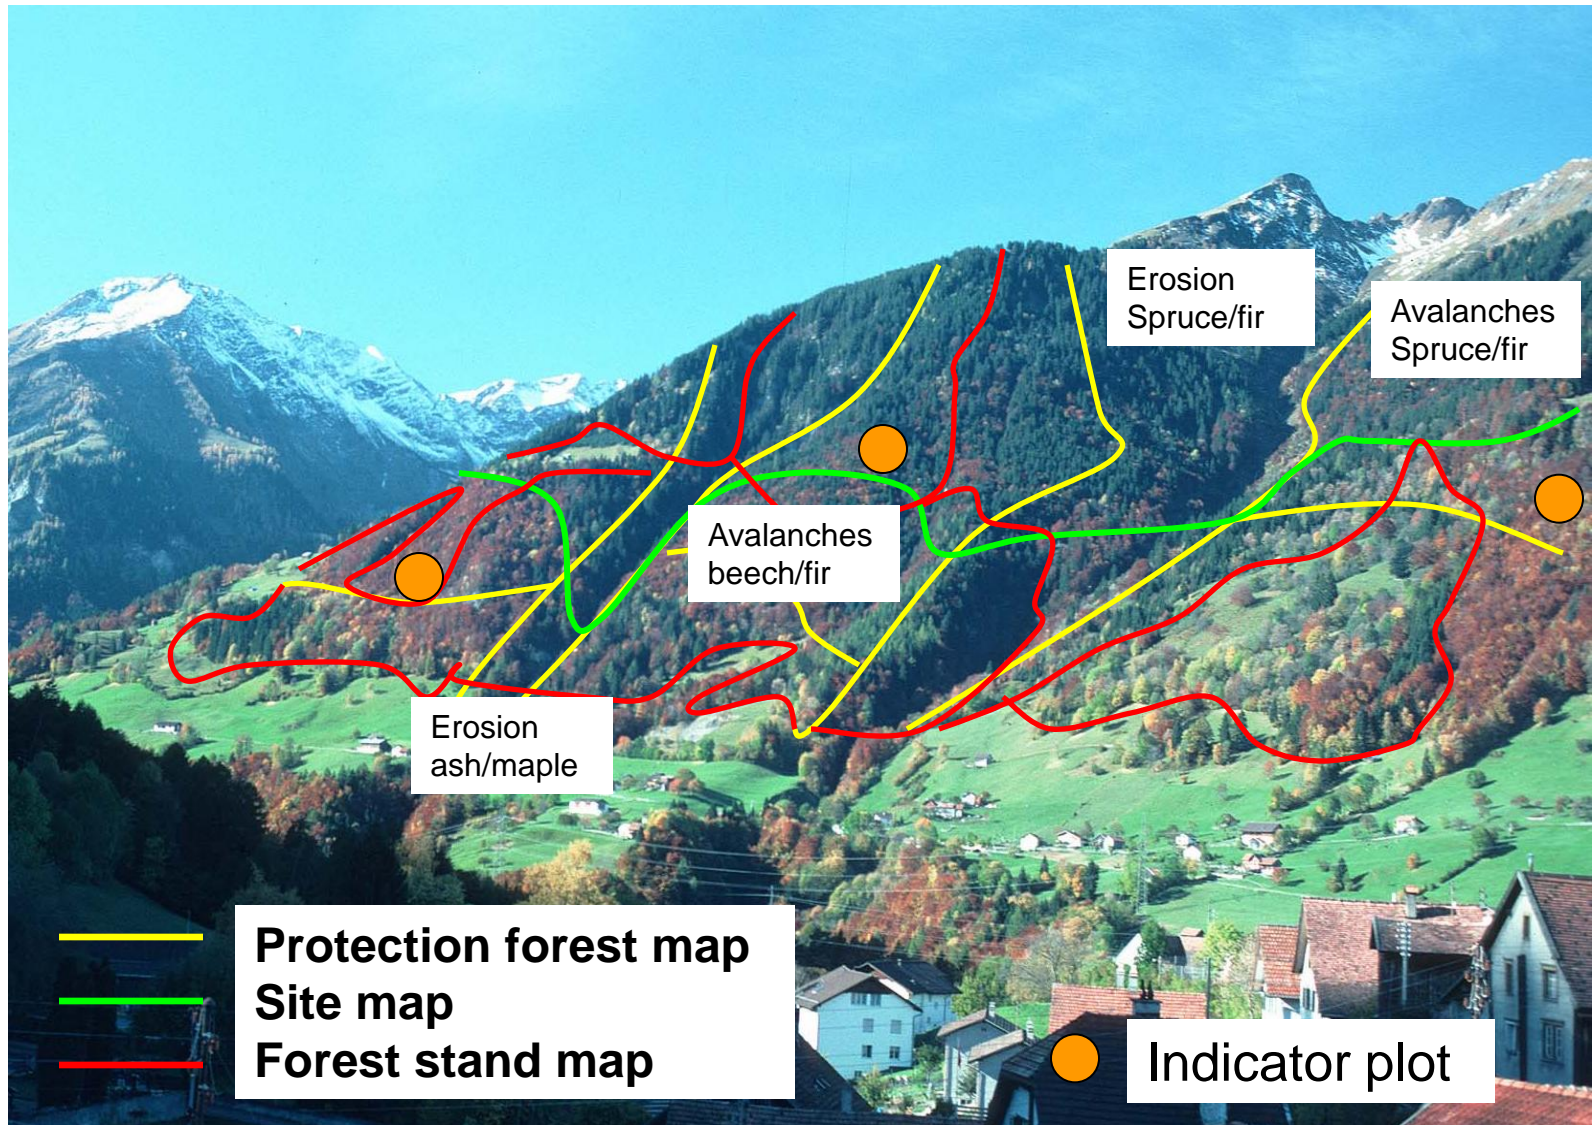 Erosion
Spruce/fir
Avalanches
Spruce/fir
Avalanches
beech/fir
Erosion
ash/maple
Protection forest map
Site map
Forest stand map
Indicator plot